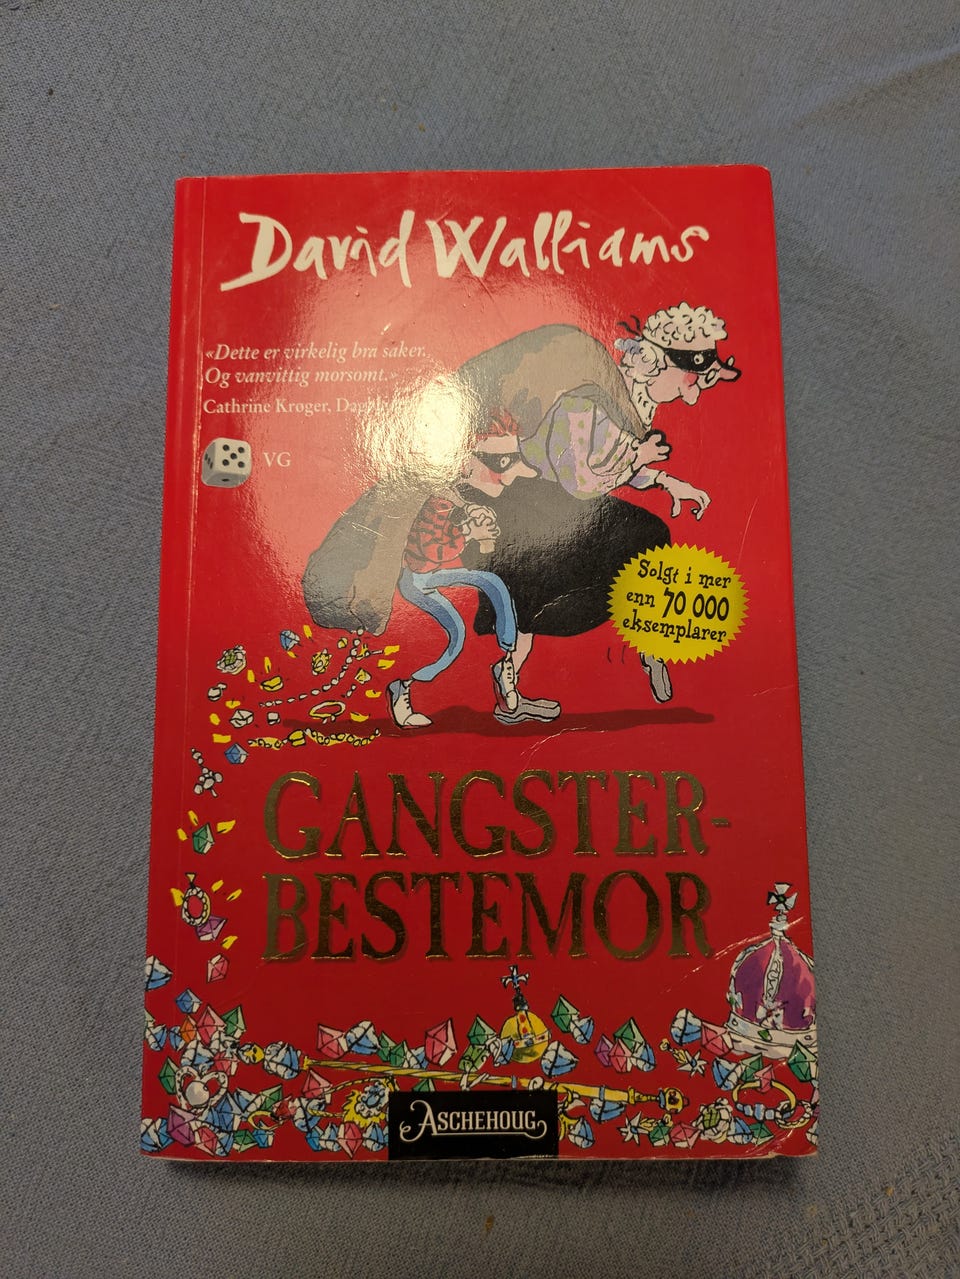 David Walliams
«Dette er virkelig bra saker.
Og vanvittig morsomt.»
Cathrine Krøger,
VG
Solgt i mer
enn 70 000
eksemplarer
GANGSTER-
BESTEMOR
ASCHEHOUG